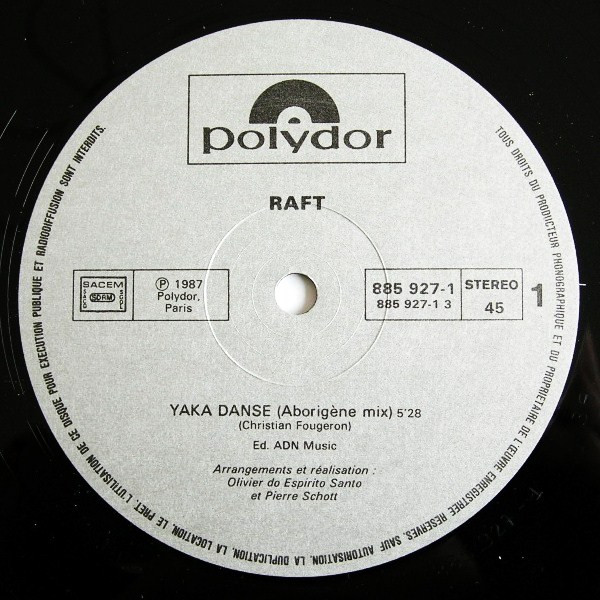 polydor
RAFT
SACEM
SACD SDRM SGDL
℗ 1987
Polydor,
Paris
885 927-1
885 927-1 3
STEREO
45
1
YAKA DANSE (Aborigène mix) 5'28
(Christian Fougeron)
Ed. ADN Music
Arrangements et réalisation :
Olivier do Espirito Santo
et Pierre Schott
TOUS DROITS DU PRODUCTEUR PHONOGRAPHIQUE ET DU PROPRIETAIRE DE L'ŒUVRE ENREGISTREE RESERVES. SAUF AUTORISATION, LA DUPLICATION, LA LOCATION, LE PRET, L'UTILISATION DE CE DISQUE POUR EXECUTION PUBLIQUE ET RADIODIFFUSION SONT INTERDITS.